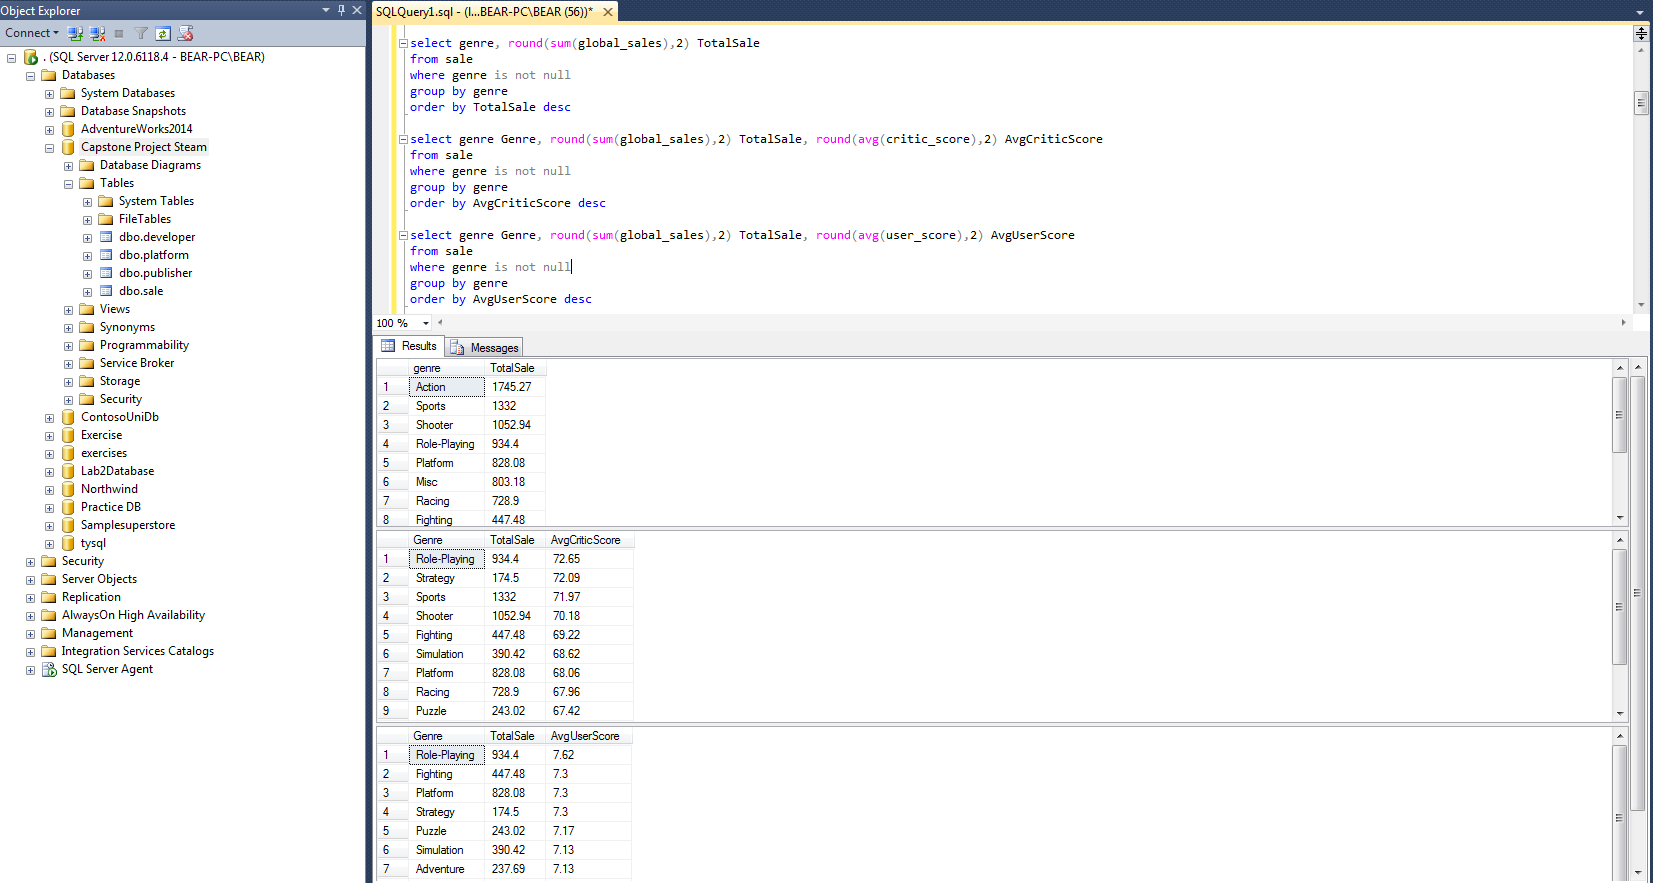 Object Explorer
Connect
. (SQL Server 12.0.6118.4 - BEAR-PC\BEAR)
Databases
System Databases
Database Snapshots
AdventureWorks2014
Capstone Project Steam
Database Diagrams
Tables
System Tables
FileTables
dbo.developer
dbo.platform
dbo.publisher
dbo.sale
Views
Synonyms
Programmability
Service Broker
Storage
Security
ContosoUniDb
Exercise
exercises
Lab2Database
Northwind
Practice DB
Samplesuperstore
tysql
Security
Server Objects
Replication
AlwaysOn High Availability
Management
Integration Services Catalogs
SQL Server Agent
SQLQuery1.sql - (l...BEAR-PC\BEAR (56))*
select genre, round(sum(global_sales),2) TotalSale
from sale
where genre is not null
group by genre
order by TotalSale desc
select genre Genre, round(sum(global_sales),2) TotalSale, round(avg(critic_score),2) AvgCriticScore
from sale
where genre is not null
group by genre
order by AvgCriticScore desc
select genre Genre, round(sum(global_sales),2) TotalSale, round(avg(user_score),2) AvgUserScore
from sale
where genre is not null
group by genre
order by AvgUserScore desc
100 %
Results Messages
genre TotalSale
1 Action 1745.27
2 Sports 1332
3 Shooter 1052.94
4 Role-Playing 934.4
5 Platform 828.08
6 Misc 803.18
7 Racing 728.9
8 Fighting 447.48
Genre TotalSale AvgCriticScore
1 Role-Playing 934.4 72.65
2 Strategy 174.5 72.09
3 Sports 1332 71.97
4 Shooter 1052.94 70.18
5 Fighting 447.48 69.22
6 Simulation 390.42 68.62
7 Platform 828.08 68.06
8 Racing 728.9 67.96
9 Puzzle 243.02 67.42
Genre TotalSale AvgUserScore
1 Role-Playing 934.4 7.62
2 Fighting 447.48 7.3
3 Platform 828.08 7.3
4 Strategy 174.5 7.3
5 Puzzle 243.02 7.17
6 Simulation 390.42 7.13
7 Adventure 237.69 7.13